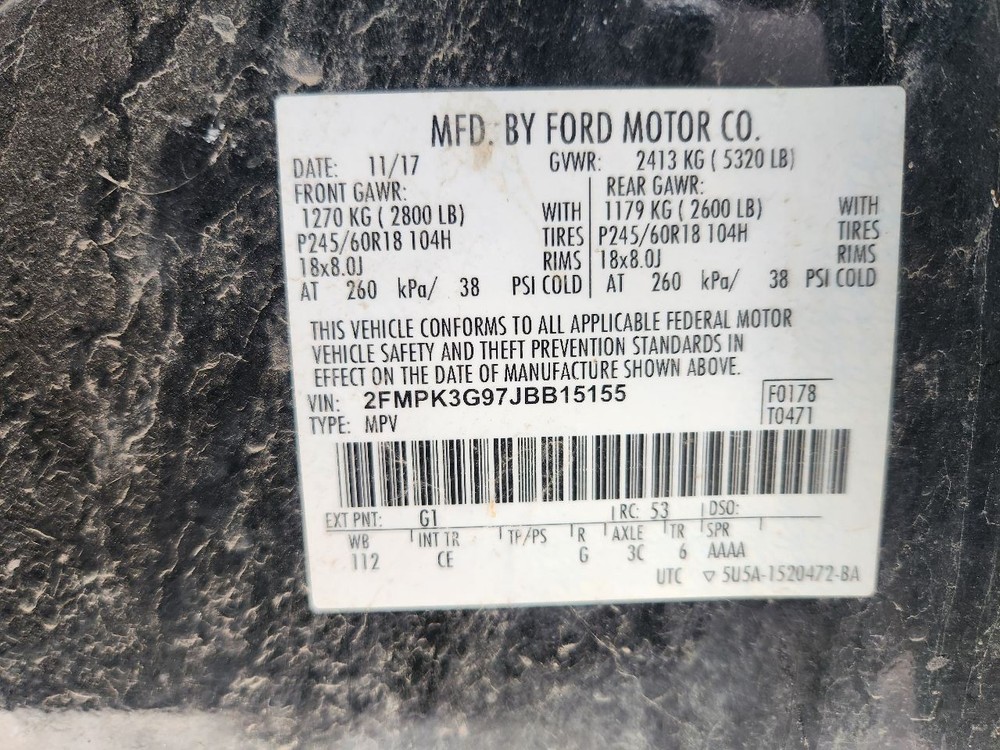 MFD. BY FORD MOTOR CO.
DATE: 11/17 GVWR: 2413 KG ( 5320 LB)
FRONT GAWR: REAR GAWR:
1270 KG ( 2800 LB) WITH 1179 KG ( 2600 LB) WITH
P245/60R18 104H TIRES P245/60R18 104H TIRES
18x8.0J RIMS 18x8.0J RIMS
AT 260 kPa/ 38 PSI COLD AT 260 kPa/ 38 PSI COLD
THIS VEHICLE CONFORMS TO ALL APPLICABLE FEDERAL MOTOR
VEHICLE SAFETY AND THEFT PREVENTION STANDARDS IN
EFFECT ON THE DATE OF MANUFACTURE SHOWN ABOVE.
VIN: 2FMPK3G97JBB15155 F0178
TYPE: MPV T0471
EXT PNT: G1 RC: 53 DSO:
WB INT TR TP/PS R AXLE TR SPR
112 CE G 3C 6 AAAA
UTC ▽ 5U5A-1520472-BA